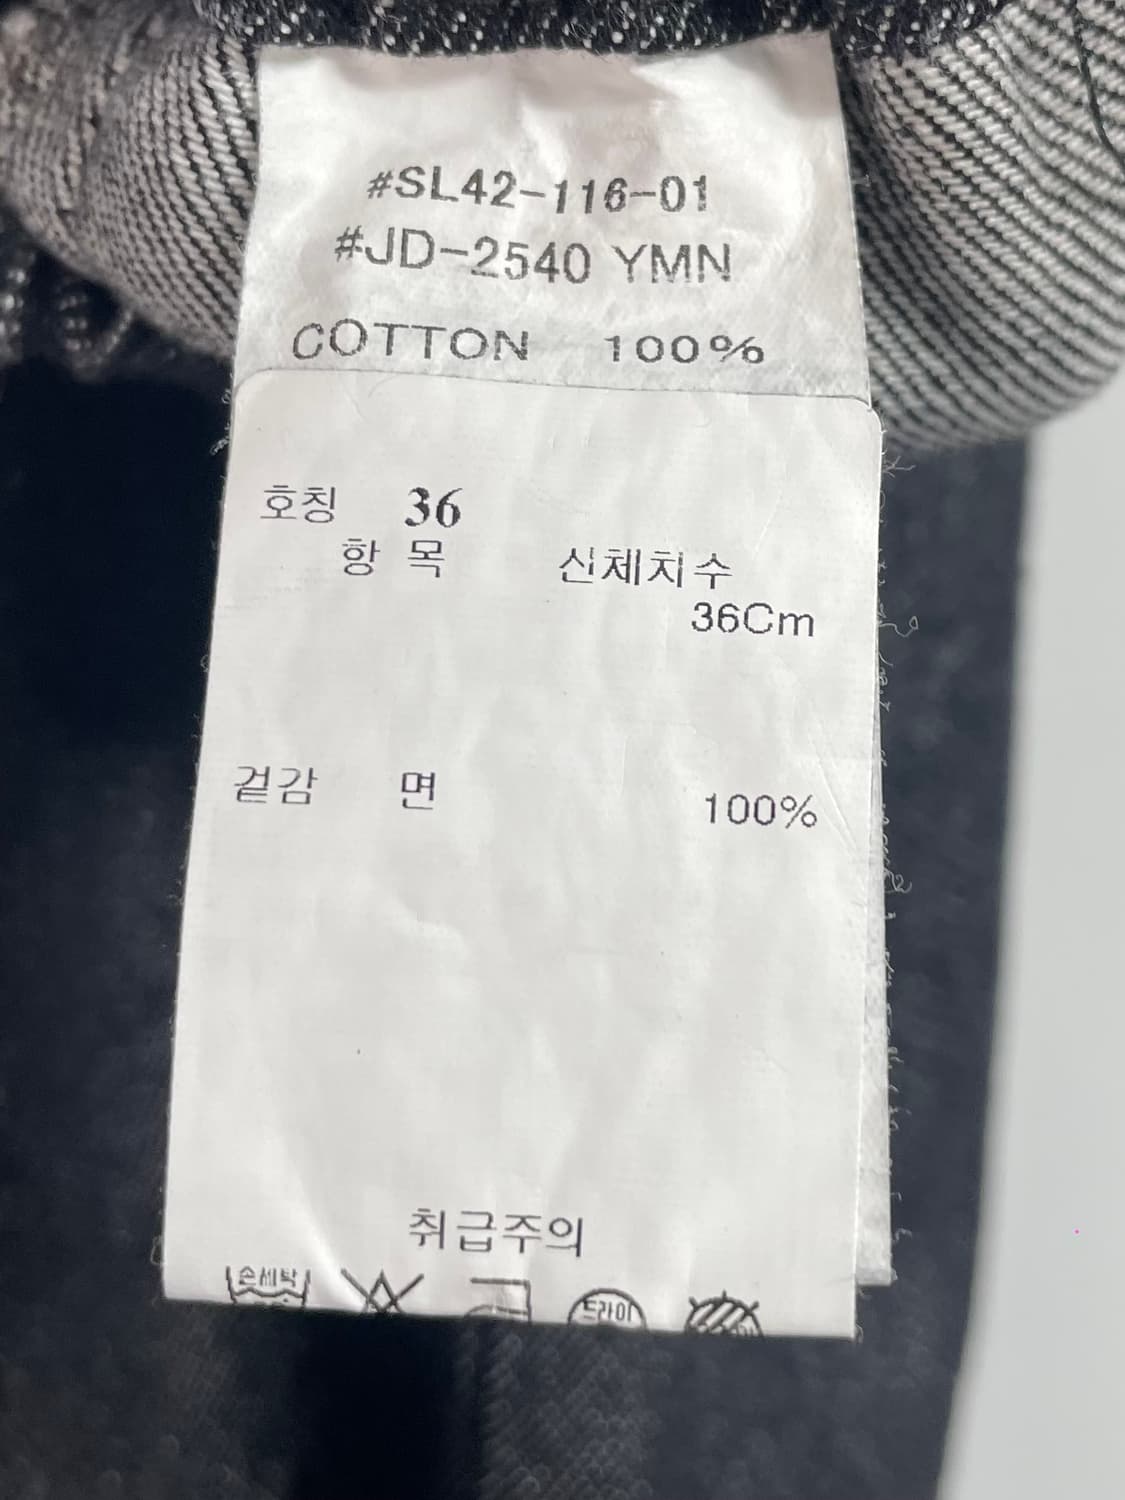 #SL42-116-01
#JD-2540 YMN
COTTON 100%
호칭 36
항 목 신체치수
36Cm
겉감 면 100%
취급주의
손세탁
드라이